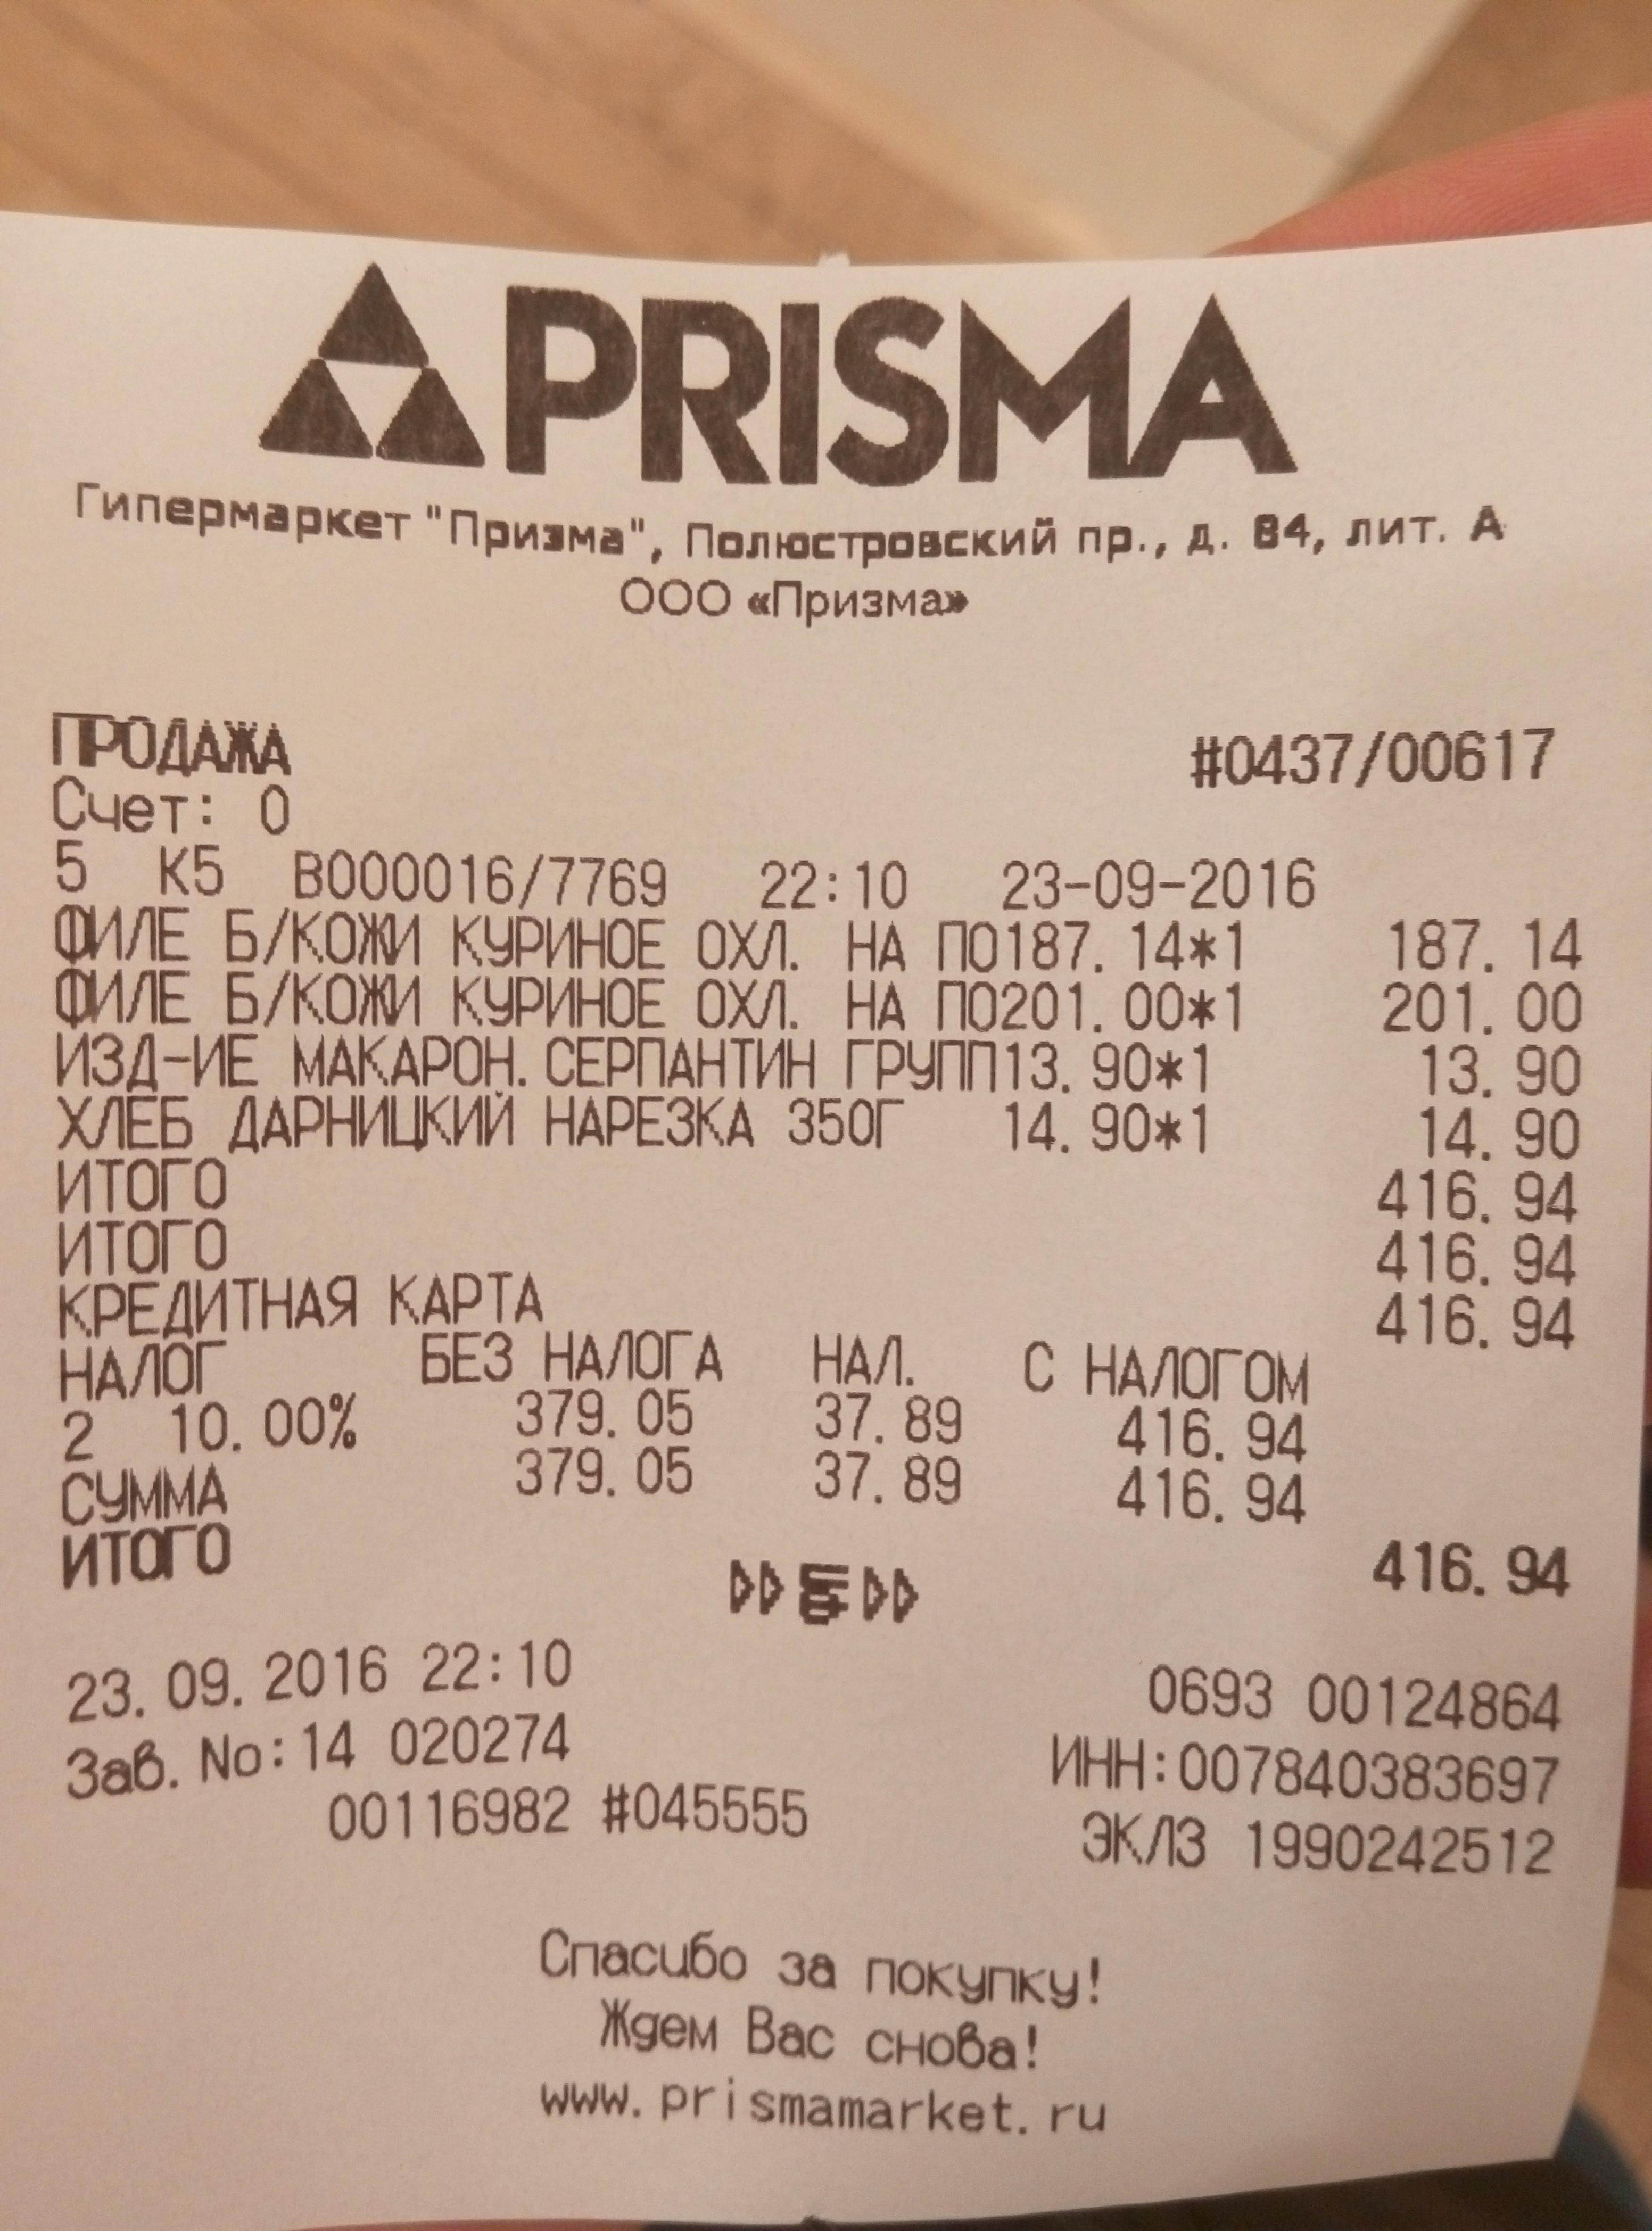 PRISMA
Гипермаркет "Призма", Полюстровский пр., д. 84, лит. А
ООО «Призма»
ПРОДАЖА #0437/00617
Счет: 0
5 К5 В000016/7769 22:10 23-09-2016
ФИЛЕ Б/КОЖИ КУРИНОЕ ОХЛ. НА ПО187.14*1 187.14
ФИЛЕ Б/КОЖИ КУРИНОЕ ОХЛ. НА ПО201.00*1 201.00
ИЗД-ИЕ МАКАРОН. СЕРПАНТИН ГРУПП13.90*1 13.90
ХЛЕБ ДАРНИЦКИЙ НАРЕЗКА 350Г 14.90*1 14.90
ИТОГО 416.94
ИТОГО 416.94
КРЕДИТНАЯ КАРТА 416.94
НАЛОГ БЕЗ НАЛОГА НАЛ. С НАЛОГОМ
2 10.00% 379.05 37.89 416.94
СУММА 379.05 37.89 416.94
ИТОГО 416.94
23.09.2016 22:10 0693 00124864
Зав. No:14 020274 ИНН:007840383697
00116982 #045555 ЭКЛЗ 1990242512
Спасибо за покупку!
Ждем Вас снова!
www.prismamarket.ru